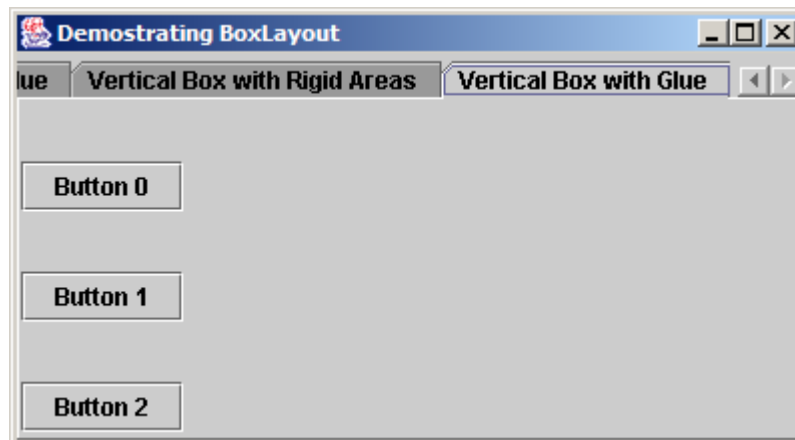 Demostrating BoxLayout
lue Vertical Box with Rigid Areas Vertical Box with Glue
Button 0
Button 1
Button 2